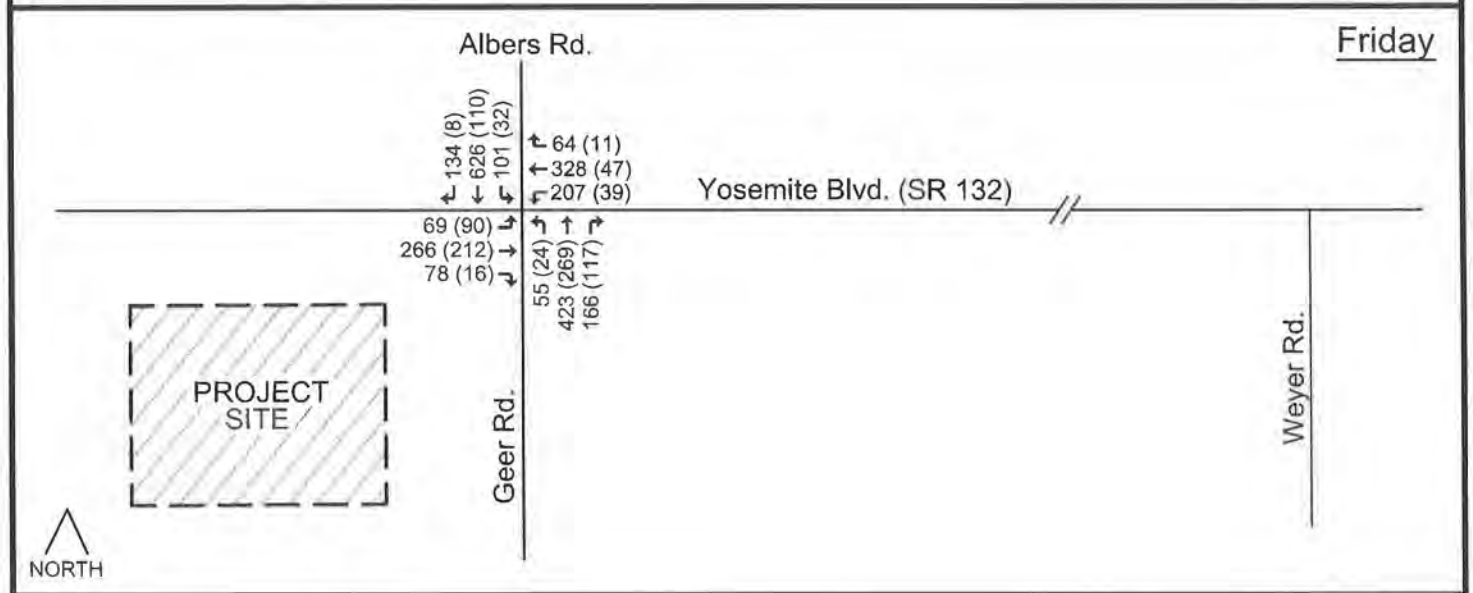 Friday
Albers Rd.
134 (8)
626 (110)
101 (32)
64 (11)
328 (47)
207 (39)
Yosemite Blvd. (SR 132)
69 (90)
266 (212)
78 (16)
55 (24)
423 (269)
166 (117)
PROJECT
SITE
Geer Rd.
Weyer Rd.
NORTH